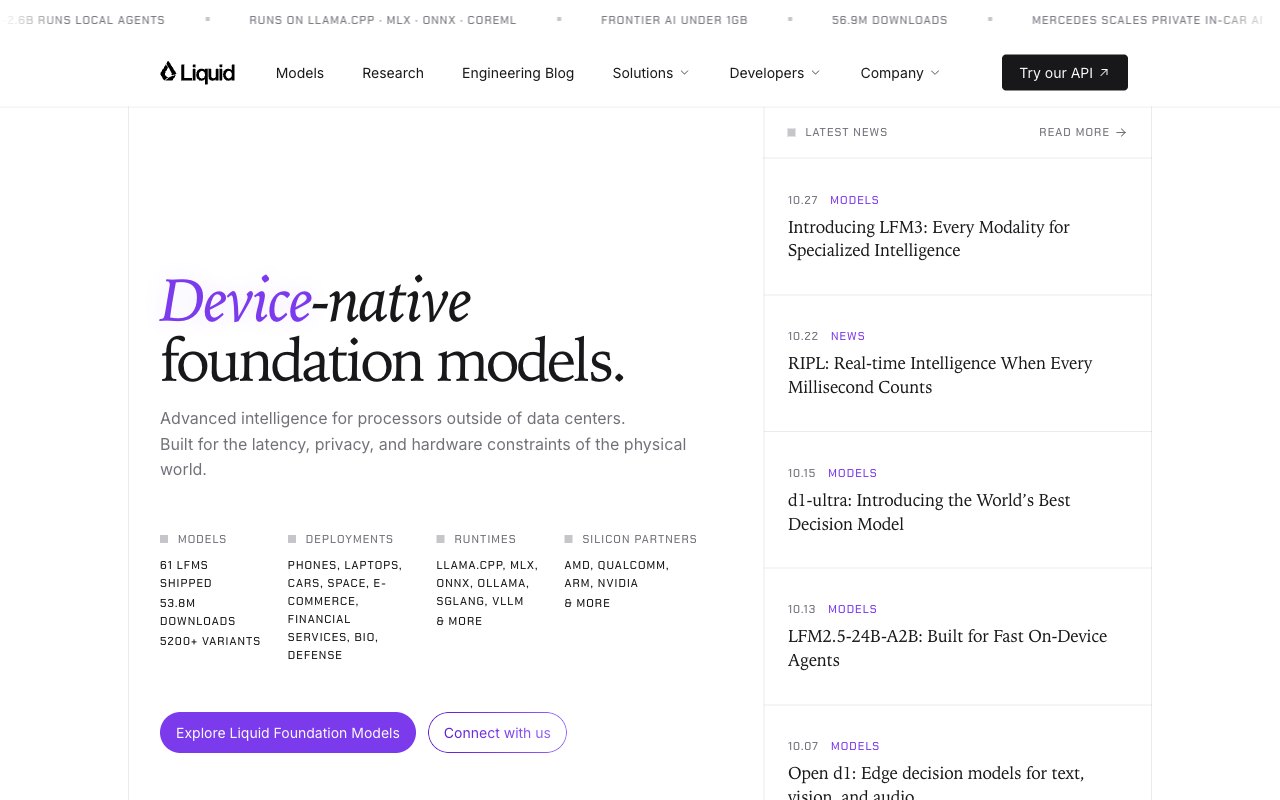 2.6B RUNS LOCAL AGENTS ▪ RUNS ON LLAMA.CPP · MLX · ONNX · COREML ▪ FRONTIER AI UNDER 1GB ▪ 56.9M DOWNLOADS ▪ MERCEDES SCALES PRIVATE IN-CAR AI
Liquid Models Research Engineering Blog Solutions Developers Company Try our API ↗
Device-native
foundation models.
Advanced intelligence for processors outside of data centers.
Built for the latency, privacy, and hardware constraints of the physical
world.
MODELS
61 LFMS
SHIPPED
53.8M
DOWNLOADS
5200+ VARIANTS
DEPLOYMENTS
PHONES, LAPTOPS,
CARS, SPACE, E-
COMMERCE,
FINANCIAL
SERVICES, BIO,
DEFENSE
RUNTIMES
LLAMA.CPP, MLX,
ONNX, OLLAMA,
SGLANG, VLLM
& MORE
SILICON PARTNERS
AMD, QUALCOMM,
ARM, NVIDIA
& MORE
Explore Liquid Foundation Models
Connect with us
LATEST NEWS READ MORE →
10.27 MODELS
Introducing LFM3: Every Modality for
Specialized Intelligence
10.22 NEWS
RIPL: Real-time Intelligence When Every
Millisecond Counts
10.15 MODELS
d1-ultra: Introducing the World’s Best
Decision Model
10.13 MODELS
LFM2.5-24B-A2B: Built for Fast On-Device
Agents
10.07 MODELS
Open d1: Edge decision models for text,
vision, and audio